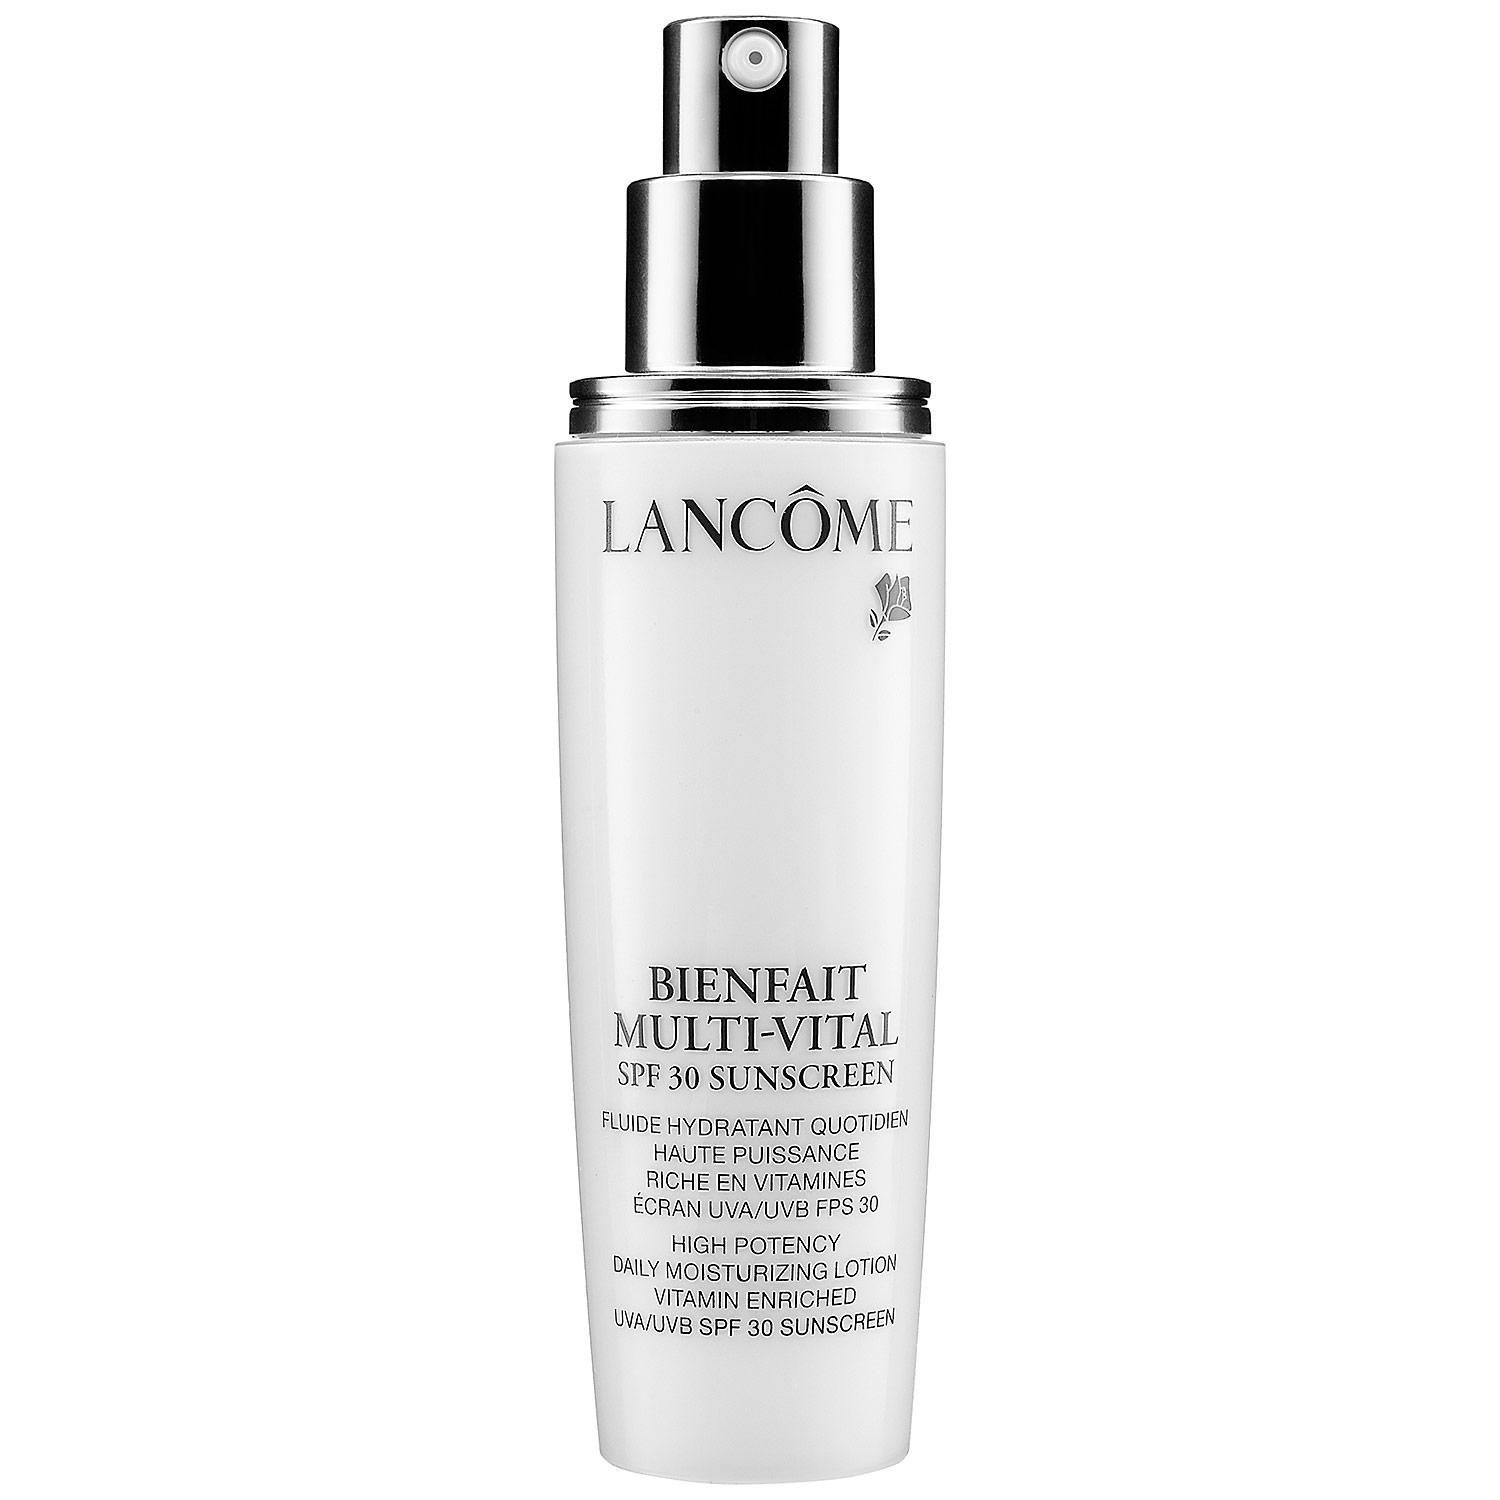 LANCÔME
BIENFAIT
MULTI-VITAL
SPF 30 SUNSCREEN
FLUIDE HYDRATANT QUOTIDIEN
HAUTE PUISSANCE
RICHE EN VITAMINES
ÉCRAN UVA/UVB FPS 30
HIGH POTENCY
DAILY MOISTURIZING LOTION
VITAMIN ENRICHED
UVA/UVB SPF 30 SUNSCREEN